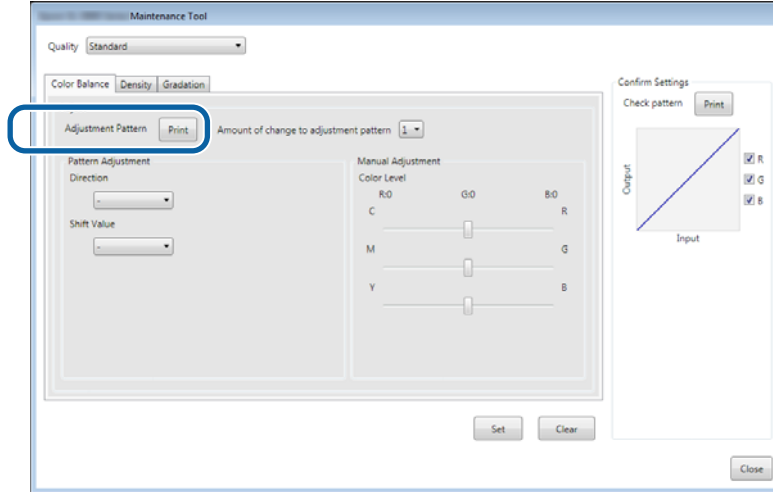 Maintenance Tool
Quality Standard
Color Balance Density Gradation
Adjustment Pattern Print Amount of change to adjustment pattern 1
Pattern Adjustment
Direction
-
Shift Value
-
Manual Adjustment
Color Level
R:0 G:0 B:0
C R
M G
Y B
Set Clear
Confirm Settings
Check pattern Print
Output
R
G
B
Input
Close